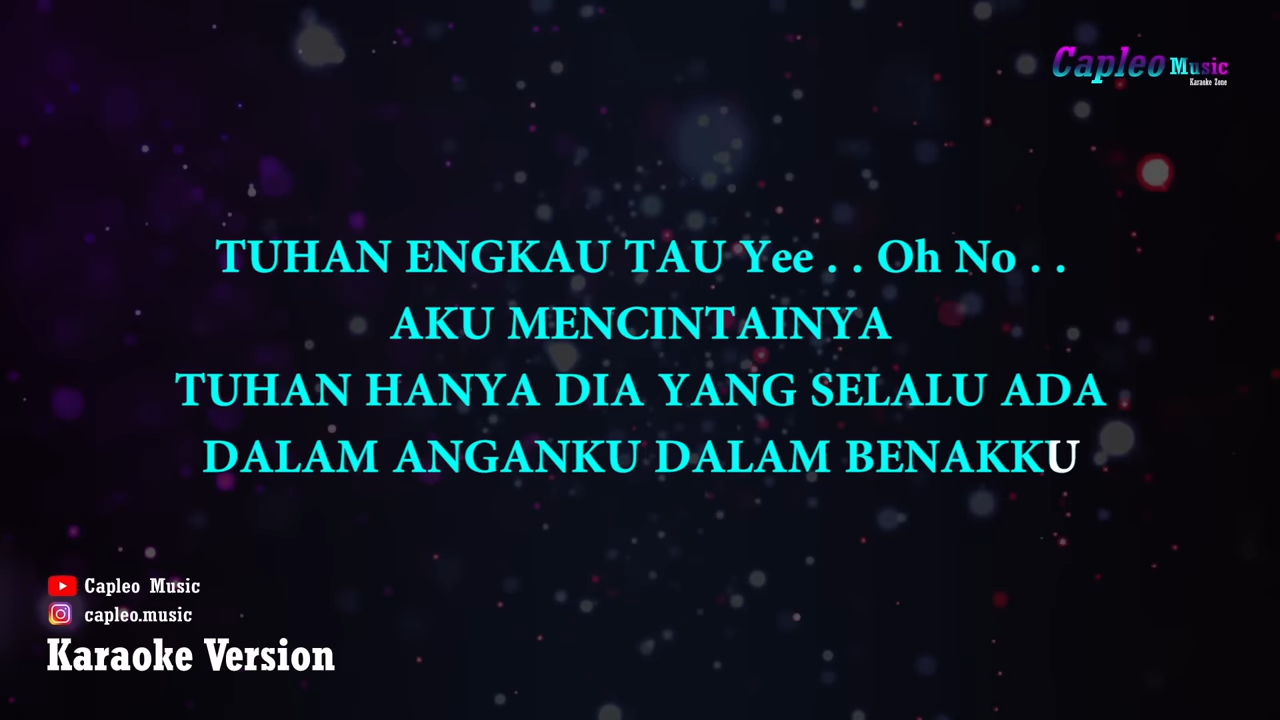 Capleo Music
Karaoke Zone
TUHAN ENGKAU TAU Yee . . Oh No . .
AKU MENCINTAINYA
TUHAN HANYA DIA YANG SELALU ADA
DALAM ANGANKU DALAM BENAKKU
Capleo Music
capleo.music
Karaoke Version